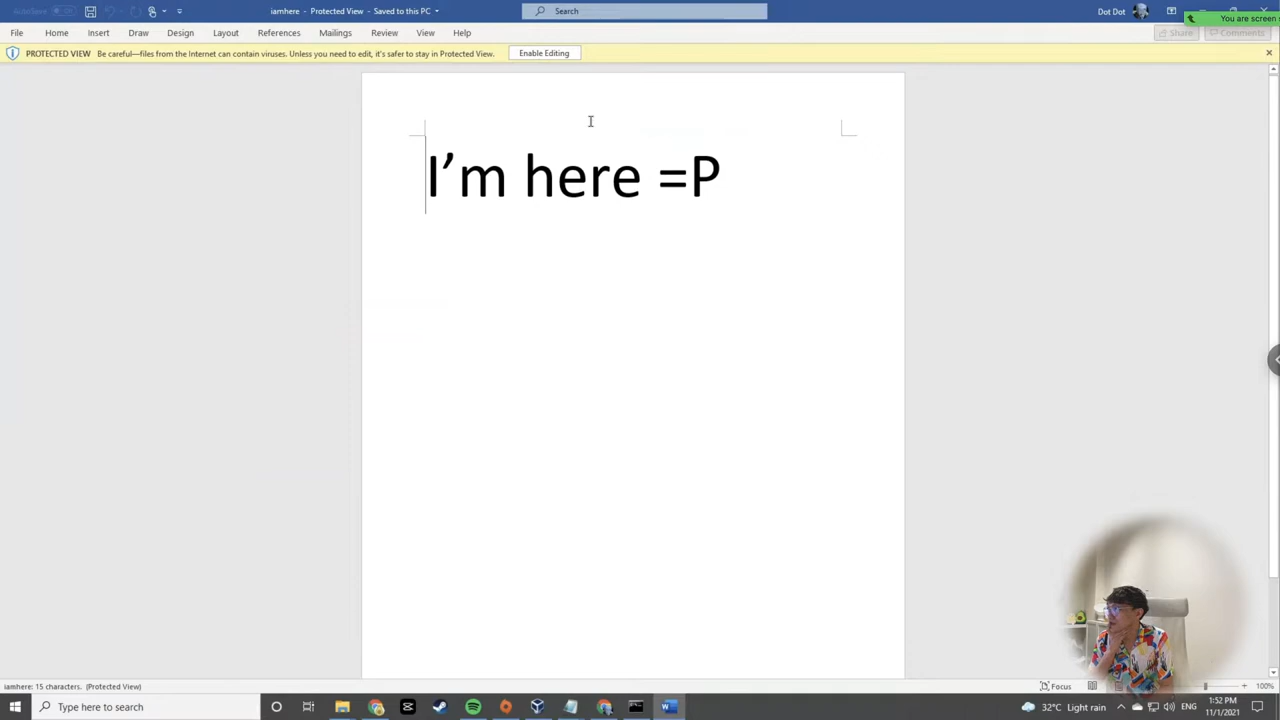 AutoSave
iamhere - Protected View - Saved to this PC
Search
Dot Dot
You are screen
File Home Insert Draw Design Layout References Mailings Review View Help
Share Comments
PROTECTED VIEW Be careful—files from the Internet can contain viruses. Unless you need to edit, it's safer to stay in Protected View. Enable Editing
I'm here =P
iamhere: 15 characters. (Protected View)
Focus
100%
Type here to search
32°C Light rain
ENG
1:52 PM
11/1/2021